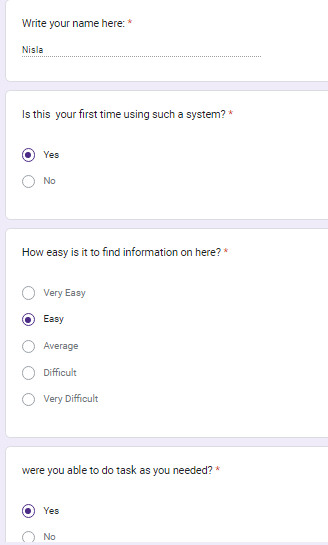 Write your name here: *
Nisla
Is this  your first time using such a system? *
Yes
No
How easy is it to find information on here? *
Very Easy
Easy
Average
Difficult
Very Difficult
were you able to do task as you needed? *
Yes
No